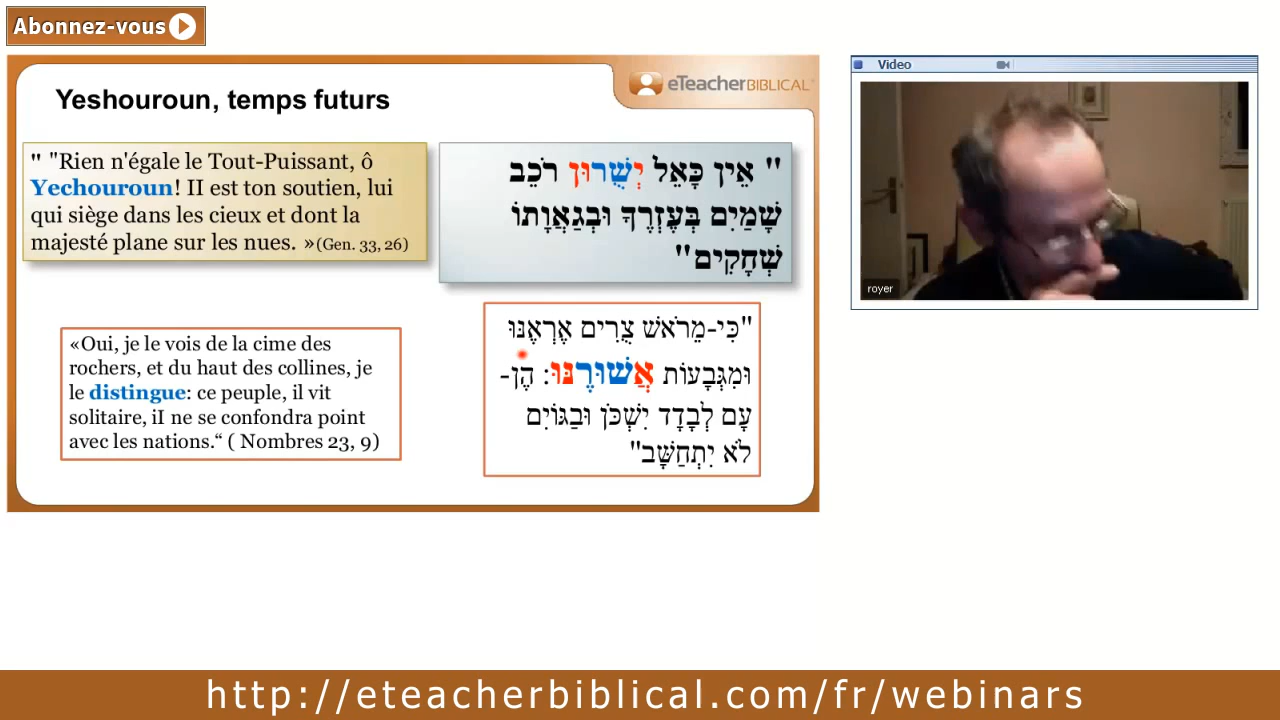 Abonnez-vous
Yeshouroun, temps futurs
eTeacherBIBLICAL
" "Rien n'égale le Tout-Puissant, ô
Yechouroun! II est ton soutien, lui
qui siège dans les cieux et dont la
majesté plane sur les nues. »(Gen. 33, 26)
" אֵין כָּאֵל יְשֻׁרוּן רֹכֵב
שָׁמַיִם בְּעֶזְרֶךָ וּבְגַאֲוָתוֹ
שְׁחָקִים"
«Oui, je le vois de la cime des
rochers, et du haut des collines, je
le distingue: ce peuple, il vit
solitaire, iI ne se confondra point
avec les nations.“ ( Nombres 23, 9)
"כִּי-מֵרֹאשׁ צֻרִים אֶרְאֶנּוּ
וּמִגְּבָעוֹת אֲשׁוּרֶנּוּ: הֶן-
עָם לְבָדָד יִשְׁכֹּן וּבַגּוֹיִם
לֹא יִתְחַשָּׁב"
Video
royer
http://eteacherbiblical.com/fr/webinars